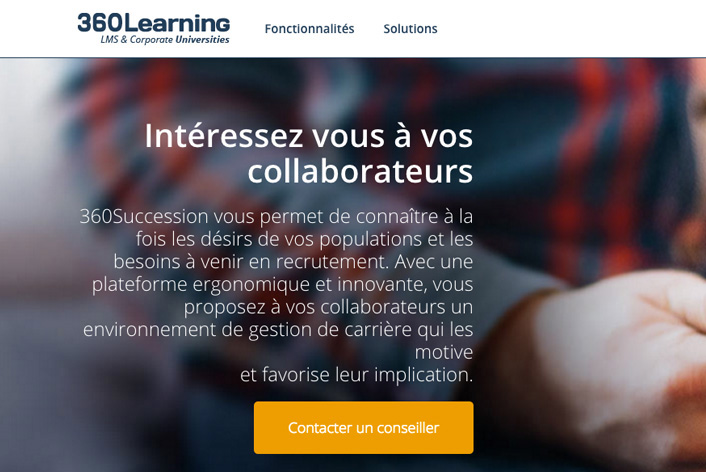 360Learning
LMS & Corporate Universities
Fonctionnalités
Solutions
Intéressez vous à vos
collaborateurs
360Succession vous permet de connaître à la
fois les désirs de vos populations et les
besoins à venir en recrutement. Avec une
plateforme ergonomique et innovante, vous
proposez à vos collaborateurs un
environnement de gestion de carrière qui les
motive
et favorise leur implication.
Contacter un conseiller